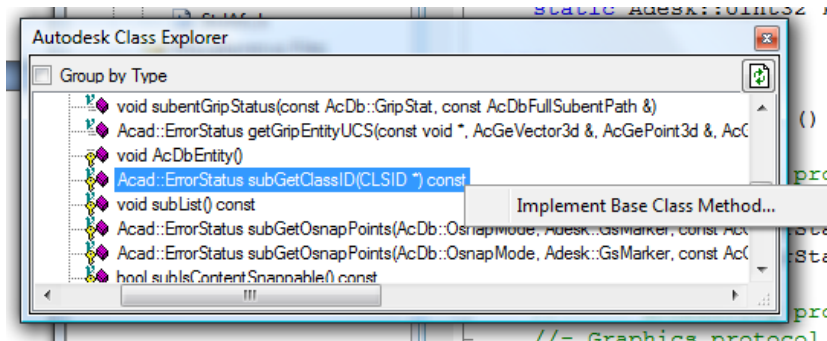 static Adesk::UInt32
Autodesk Class Explorer
Group by Type
void subentGripStatus(const AcDb::GripStat, const AcDbFullSubentPath &)
Acad::ErrorStatus getGripEntityUCS(const void *, AcGeVector3d &, AcGePoint3d &, AcG
()
void AcDbEntity()
Acad::ErrorStatus subGetClassID(CLSID *) const
pro
void subList() const
Implement Base Class Method...
Acad::ErrorStatus subGetOsnapPoints(AcDb::OsnapMode, Adesk::GsMarker, const AcG
Acad::ErrorStatus subGetOsnapPoints(AcDb::OsnapMode, Adesk::GsMarker, const AcG
rSta
bool subIsContentSnappable() const
pro
//- Graphics protocol